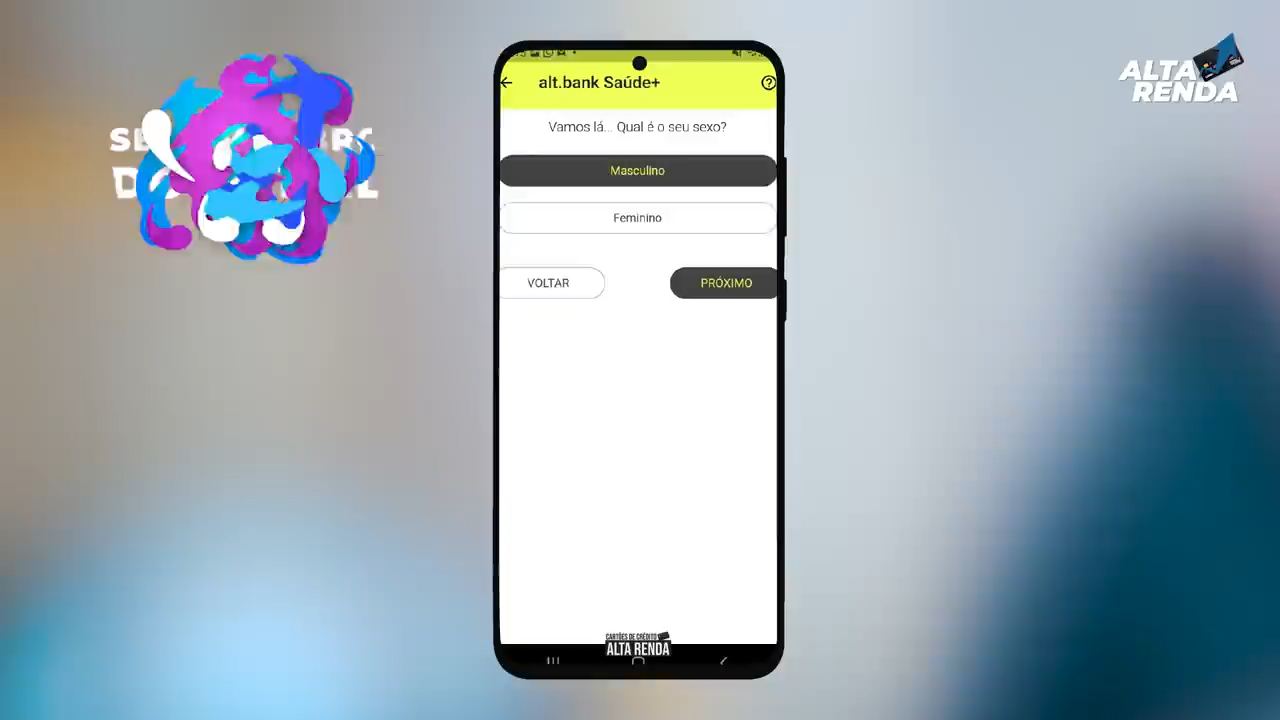 ALTA
RENDA
alt.bank Saúde+
Vamos lá... Qual é o seu sexo?
Masculino
Feminino
VOLTAR
PRÓXIMO
CARTÕES DE CRÉDITO
ALTA RENDA